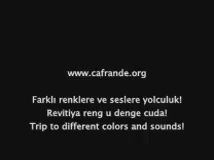 www.cafrande.org
Farklı renklere ve seslere yolculuk!
Revitiya reng u denge cuda!
Trip to different colors and sounds!